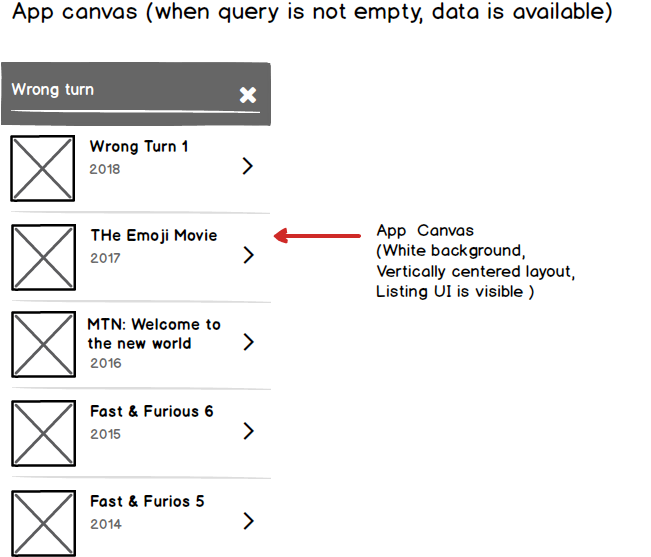 App canvas (when query is not empty, data is available)
Wrong turn
Wrong Turn 1
2018
THe Emoji Movie
2017
App Canvas
(White background,
Vertically centered layout,
Listing UI is visible )
MTN: Welcome to
the new world
2016
Fast & Furious 6
2015
Fast & Furios 5
2014